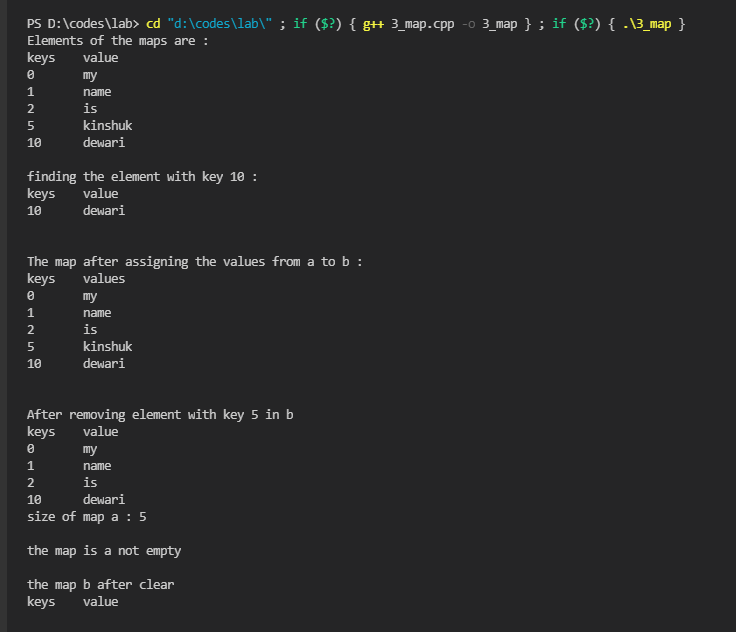 PS D:\codes\lab> cd "d:\codes\lab\" ; if ($?) { g++ 3_map.cpp -o 3_map } ; if ($?) { .\3_map }
Elements of the maps are :
keys    value
0       my
1       name
2       is
5       kinshuk
10      dewari

finding the element with key 10 :
keys    value
10      dewari


The map after assigning the values from a to b :
keys    values
0       my
1       name
2       is
5       kinshuk
10      dewari


After removing element with key 5 in b
keys    value
0       my
1       name
2       is
10      dewari
size of map a : 5

the map is a not empty

the map b after clear
keys    value